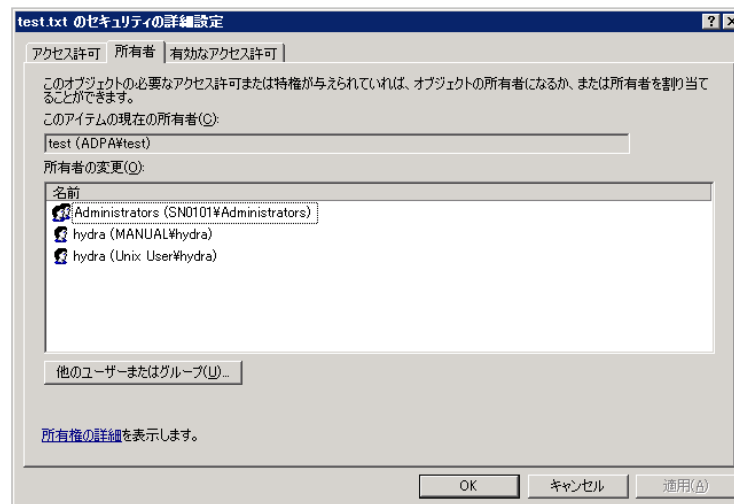 test.txt のセキュリティの詳細設定
アクセス許可 所有者 有効なアクセス許可
このオブジェクトの必要なアクセス許可または特権が与えられていれば、オブジェクトの所有者になるか、または所有者を割り当て
ることができます。
このアイテムの現在の所有者(C):
test (ADPA¥test)
所有者の変更(O):
名前
Administrators (SN0101¥Administrators)
hydra (MANUAL¥hydra)
hydra (Unix User¥hydra)
他のユーザーまたはグループ(U)...
所有権の詳細を表示します。
OK キャンセル 適用(A)